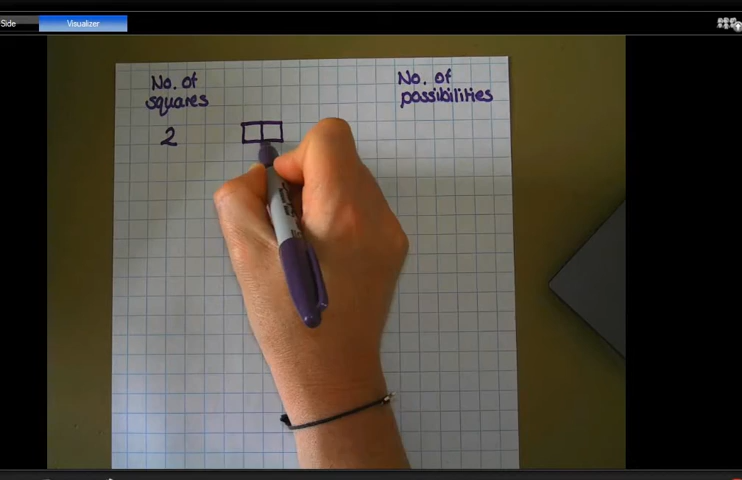 Side
Visualizer
No. of
squares
No. of
possibilities
2